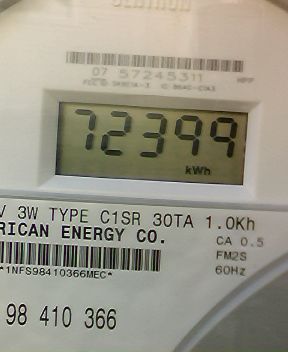 07 57245311
72399
kWh
V 3W TYPE C1SR 30TA 1.0Kh
RICAN ENERGY CO.
CA 0.5
FM2S
*1NFS98410366MEC*
60Hz
98 410 366